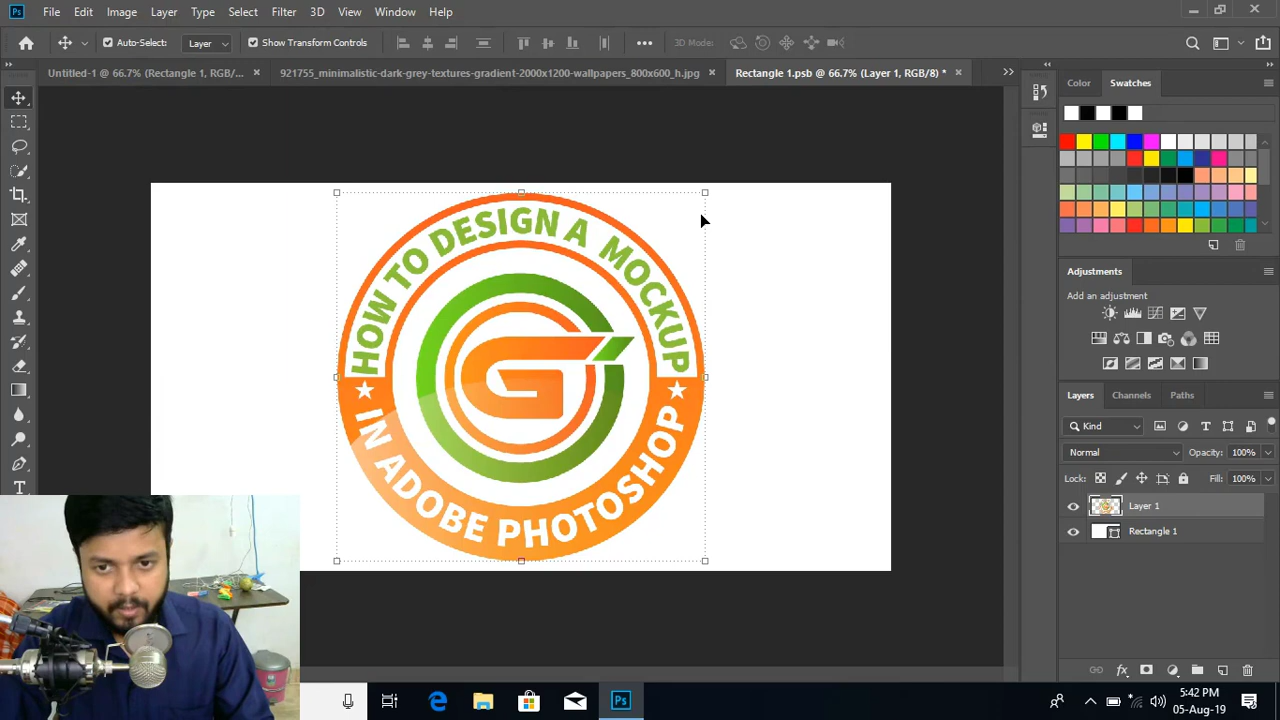 Ps File Edit Image Layer Type Select Filter 3D View Window Help
Auto-Select: Layer Show Transform Controls 3D Mode:
Untitled-1 @ 66.7% (Rectangle 1, RGB/... 921755_minimalistic-dark-grey-textures-gradient-2000x1200-wallpapers_800x600_h.jpg Rectangle 1.psb @ 66.7% (Layer 1, RGB/8) *
Color Swatches
HOW TO DESIGN A MOCKUP
G
IN ADOBE PHOTOSHOP
Adjustments
Add an adjustment
Layers Channels Paths
Kind
Normal Opacity: 100%
Lock: Fill: 100%
Layer 1
Rectangle 1
fx
T
Ps
5:42 PM
05-Aug-19